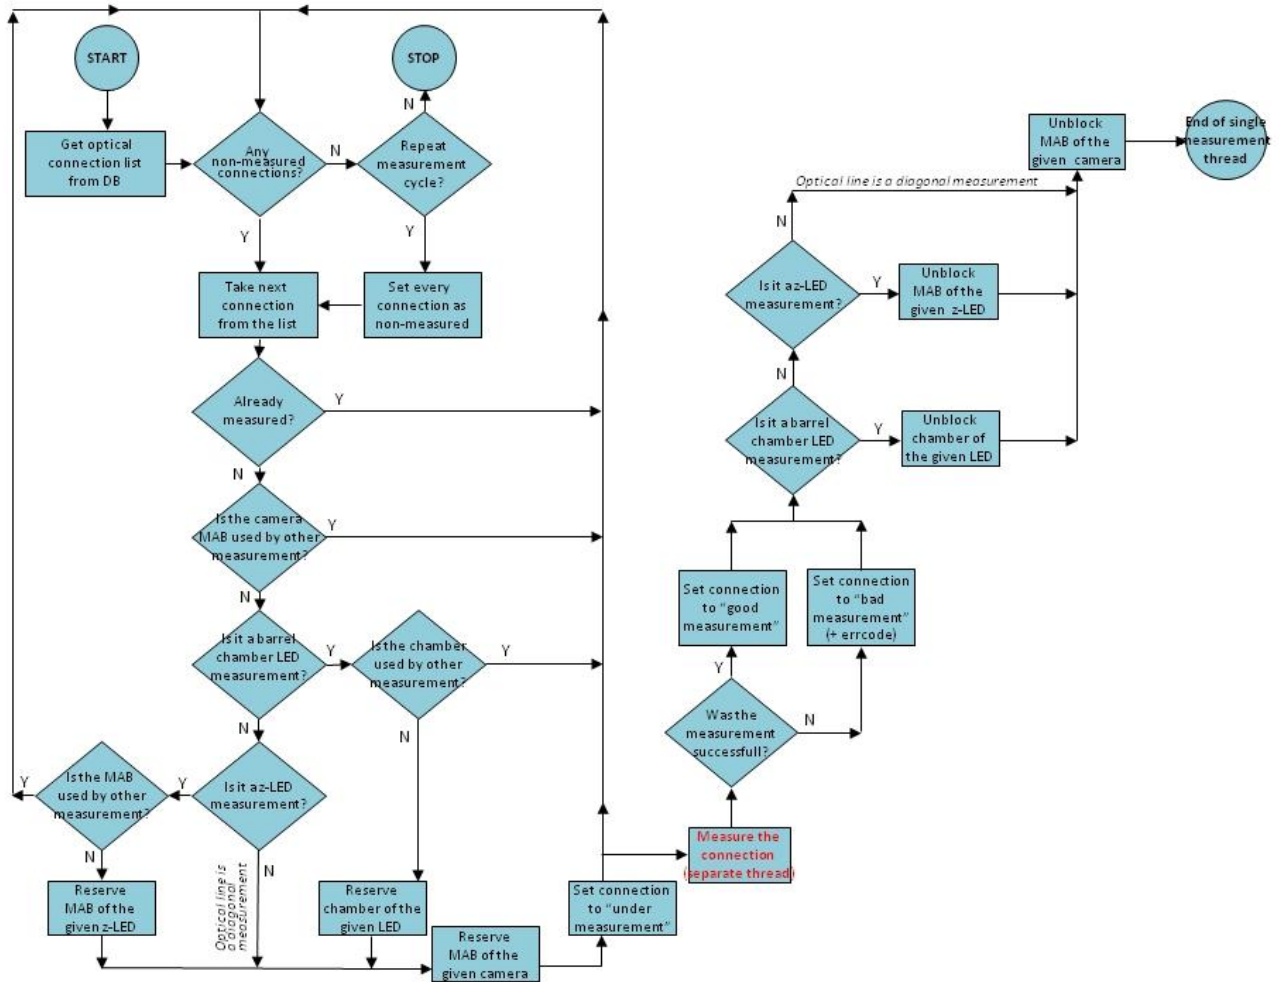 START
STOP
Get optical
connection list
from DB
Any
non-measured
connections?
N
N
Repeat
measurement
cycle?
Y
Y
Take next
connection
from the list
Set every
connection as
non-measured
Already
measured?
Y
N
Is the camera
MAB used by other
measurement?
Y
N
Is it a barrel
chamber LED
measurement?
Y
Is the chamber
used by other
measurement?
Y
N
N
Is it a z-LED
measurement?
Y
Is the MAB
used by other
measurement?
Y
N
N
Optical line is
a diagonal
measurement
Reserve
MAB of the
given z-LED
Reserve
chamber of the
given LED
Reserve
MAB of the
given camera
Set connection
to "under
measurement"
Measure the
connection
(separate thread)
Was the
measurement
successfull?
Y
N
Set connection
to "good
measurement"
Set connection
to "bad
measurement"
(+ errcode)
Is it a barrel
chamber LED
measurement?
Y
Unblock
chamber of
the given LED
N
Is it a z-LED
measurement?
Y
Unblock
MAB of the
given z-LED
N
Optical line is a diagonal measurement
Unblock
MAB of the
given camera
End of single
measurement
thread